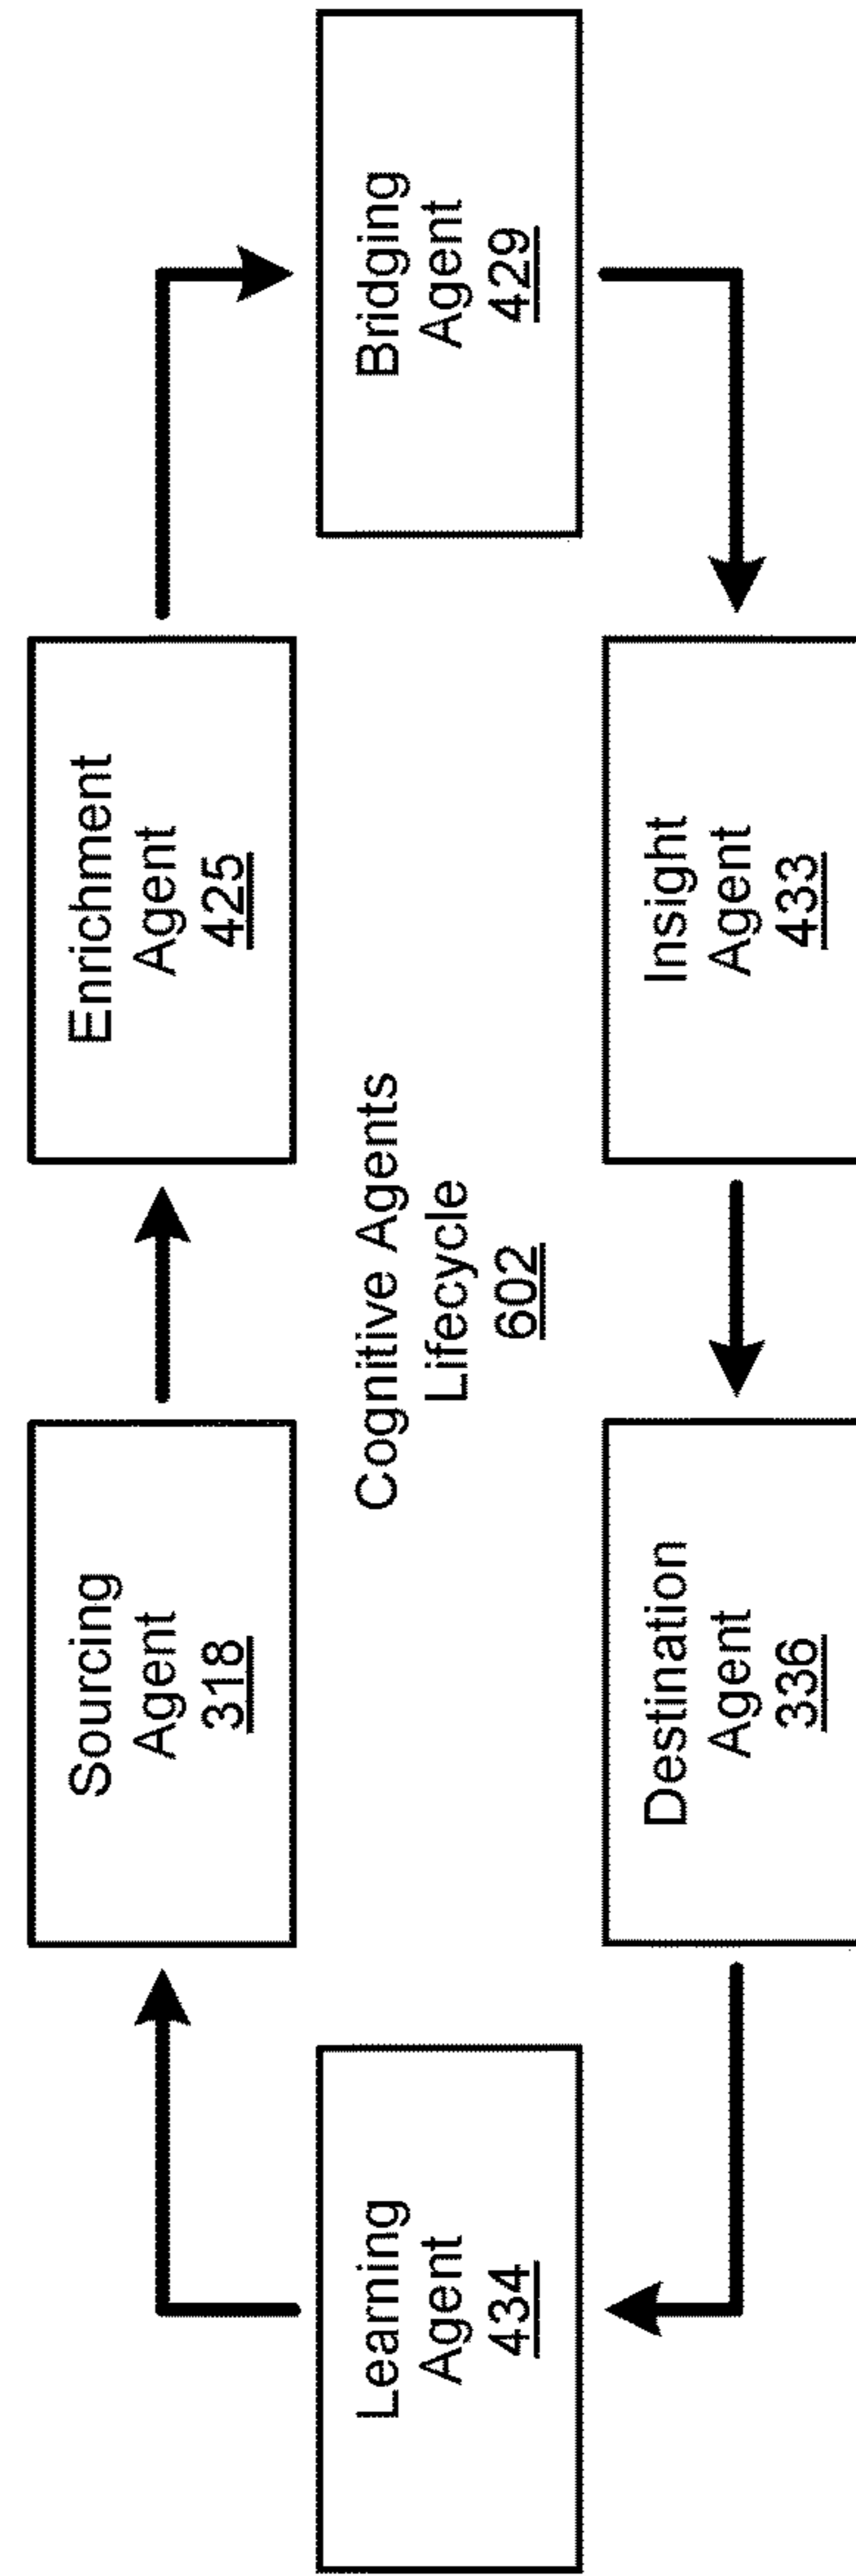 Sourcing
Agent
318
Enrichment
Agent
425
Learning
Agent
434
Cognitive Agents
Lifecycle
602
Bridging
Agent
429
Destination
Agent
336
Insight
Agent
433